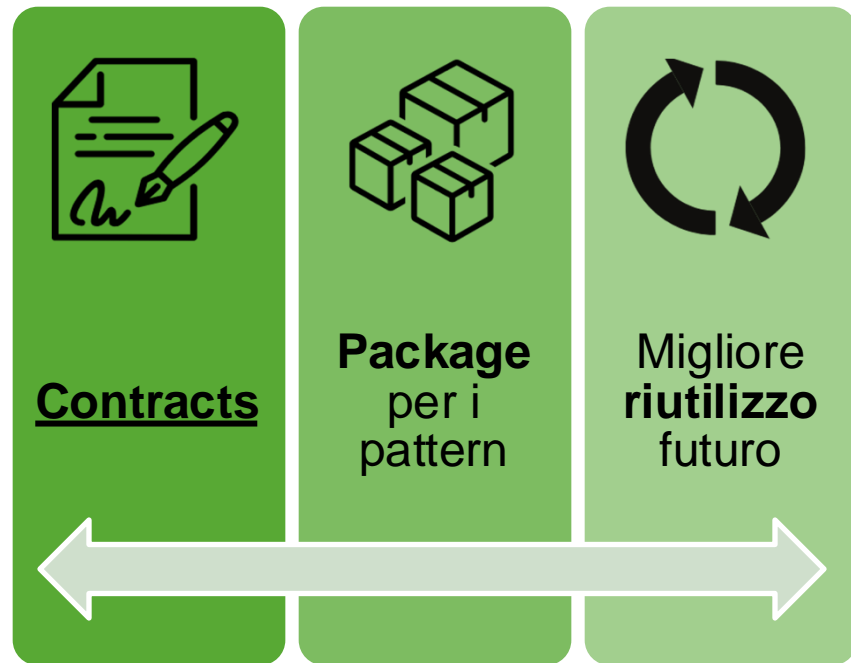 Contracts
Package
per i
pattern
Migliore
riutilizzo
futuro